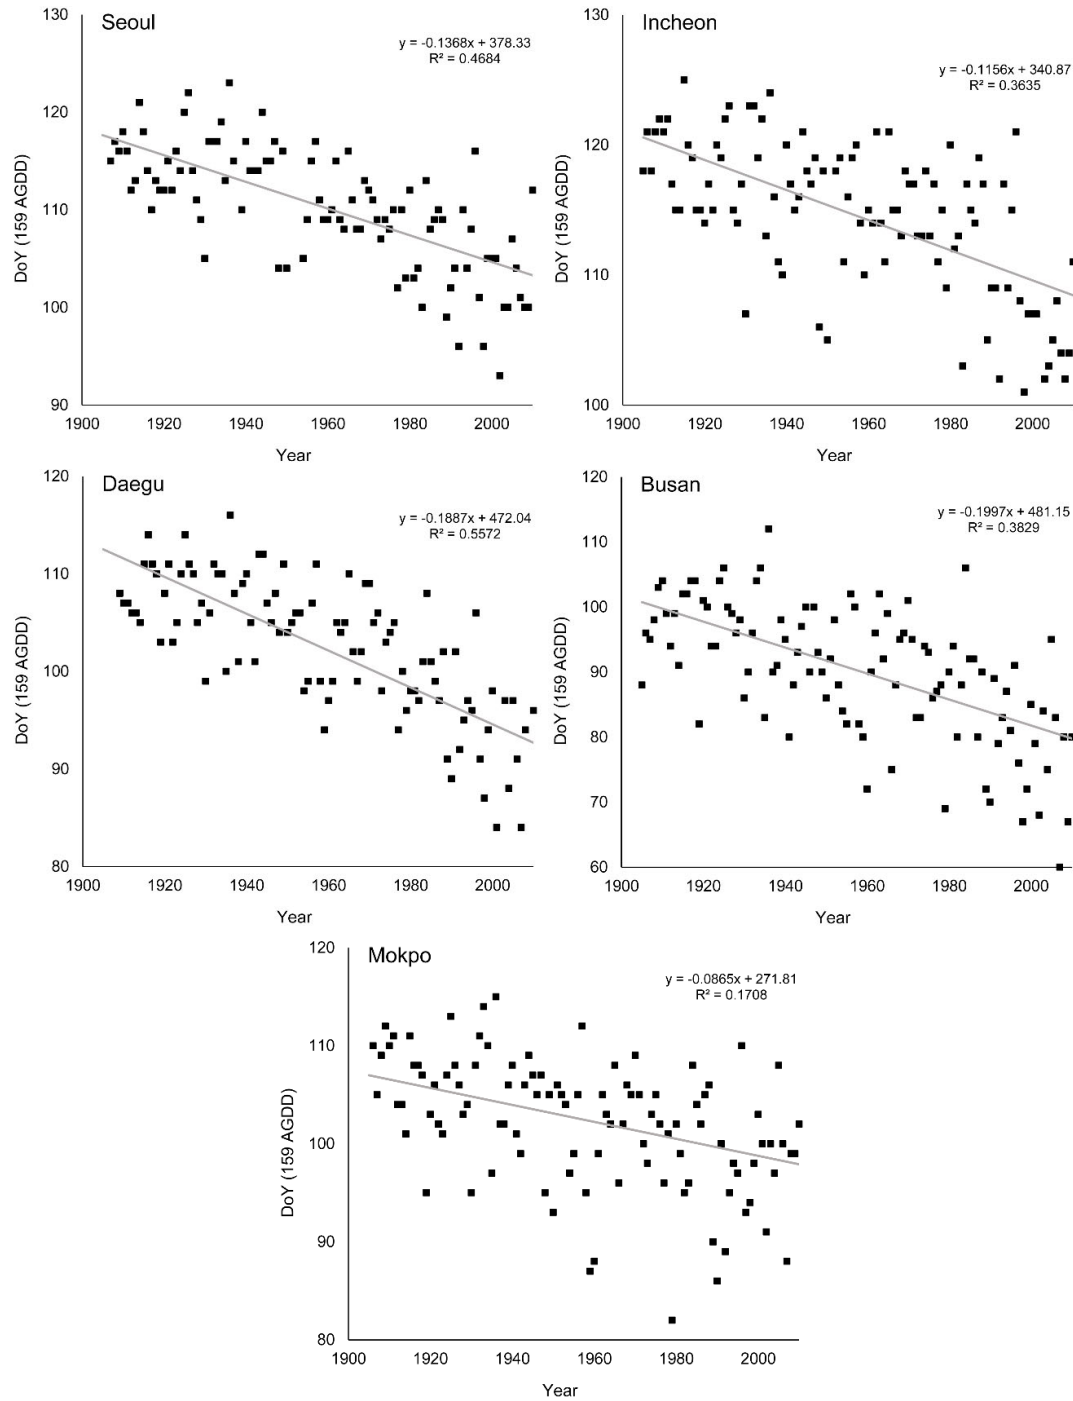 Seoul
y = -0.1368x + 378.33
R² = 0.4684
DoY (159 AGDD)
130
120
110
100
90
1900 1920 1940 1960 1980 2000
Year
Incheon
y = -0.1156x + 340.87
R² = 0.3635
DoY (159 AGDD)
130
120
110
100
1900 1920 1940 1960 1980 2000
Year
Daegu
y = -0.1887x + 472.04
R² = 0.5572
DoY (159 AGDD)
120
110
100
90
80
1900 1920 1940 1960 1980 2000
Year
Busan
y = -0.1997x + 481.15
R² = 0.3829
DoY (159 AGDD)
120
110
100
90
80
70
60
1900 1920 1940 1960 1980 2000
Year
Mokpo
y = -0.0865x + 271.81
R² = 0.1708
DoY (159 AGDD)
120
110
100
90
80
1900 1920 1940 1960 1980 2000
Year